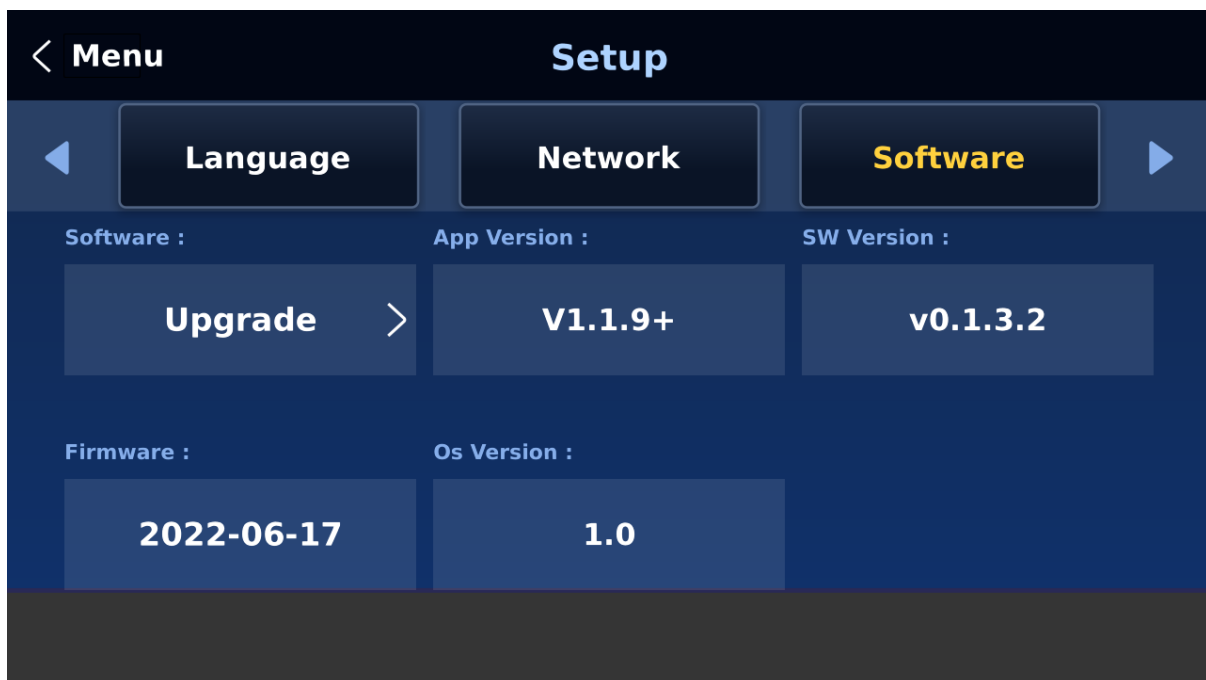 Menu
Setup
Language
Network
Software
Software :
App Version :
SW Version :
Upgrade
V1.1.9+
v0.1.3.2
Firmware :
Os Version :
2022-06-17
1.0